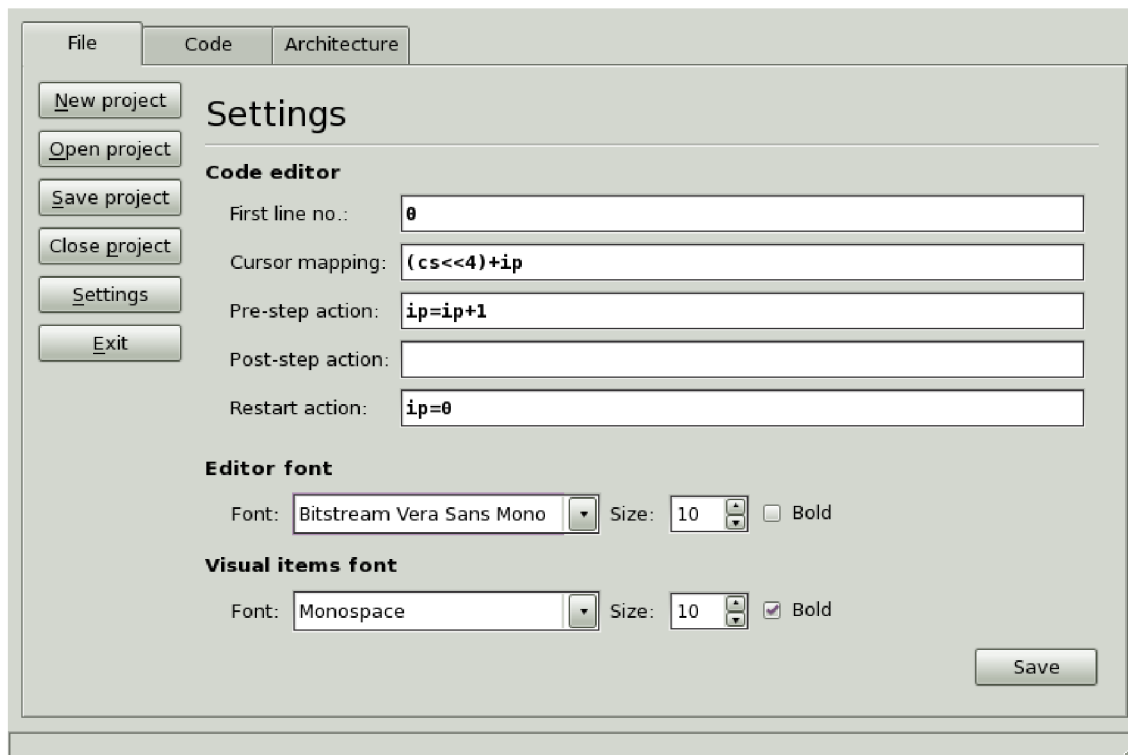 File Code Architecture
New project
Open project
Save project
Close project
Settings
Exit
Settings
Code editor
First line no.: 0
Cursor mapping: (cs<<4)+ip
Pre-step action: ip=ip+1
Post-step action:
Restart action: ip=0
Editor font
Font: Bitstream Vera Sans Mono Size: 10 Bold
Visual items font
Font: Monospace Size: 10 Bold
Save